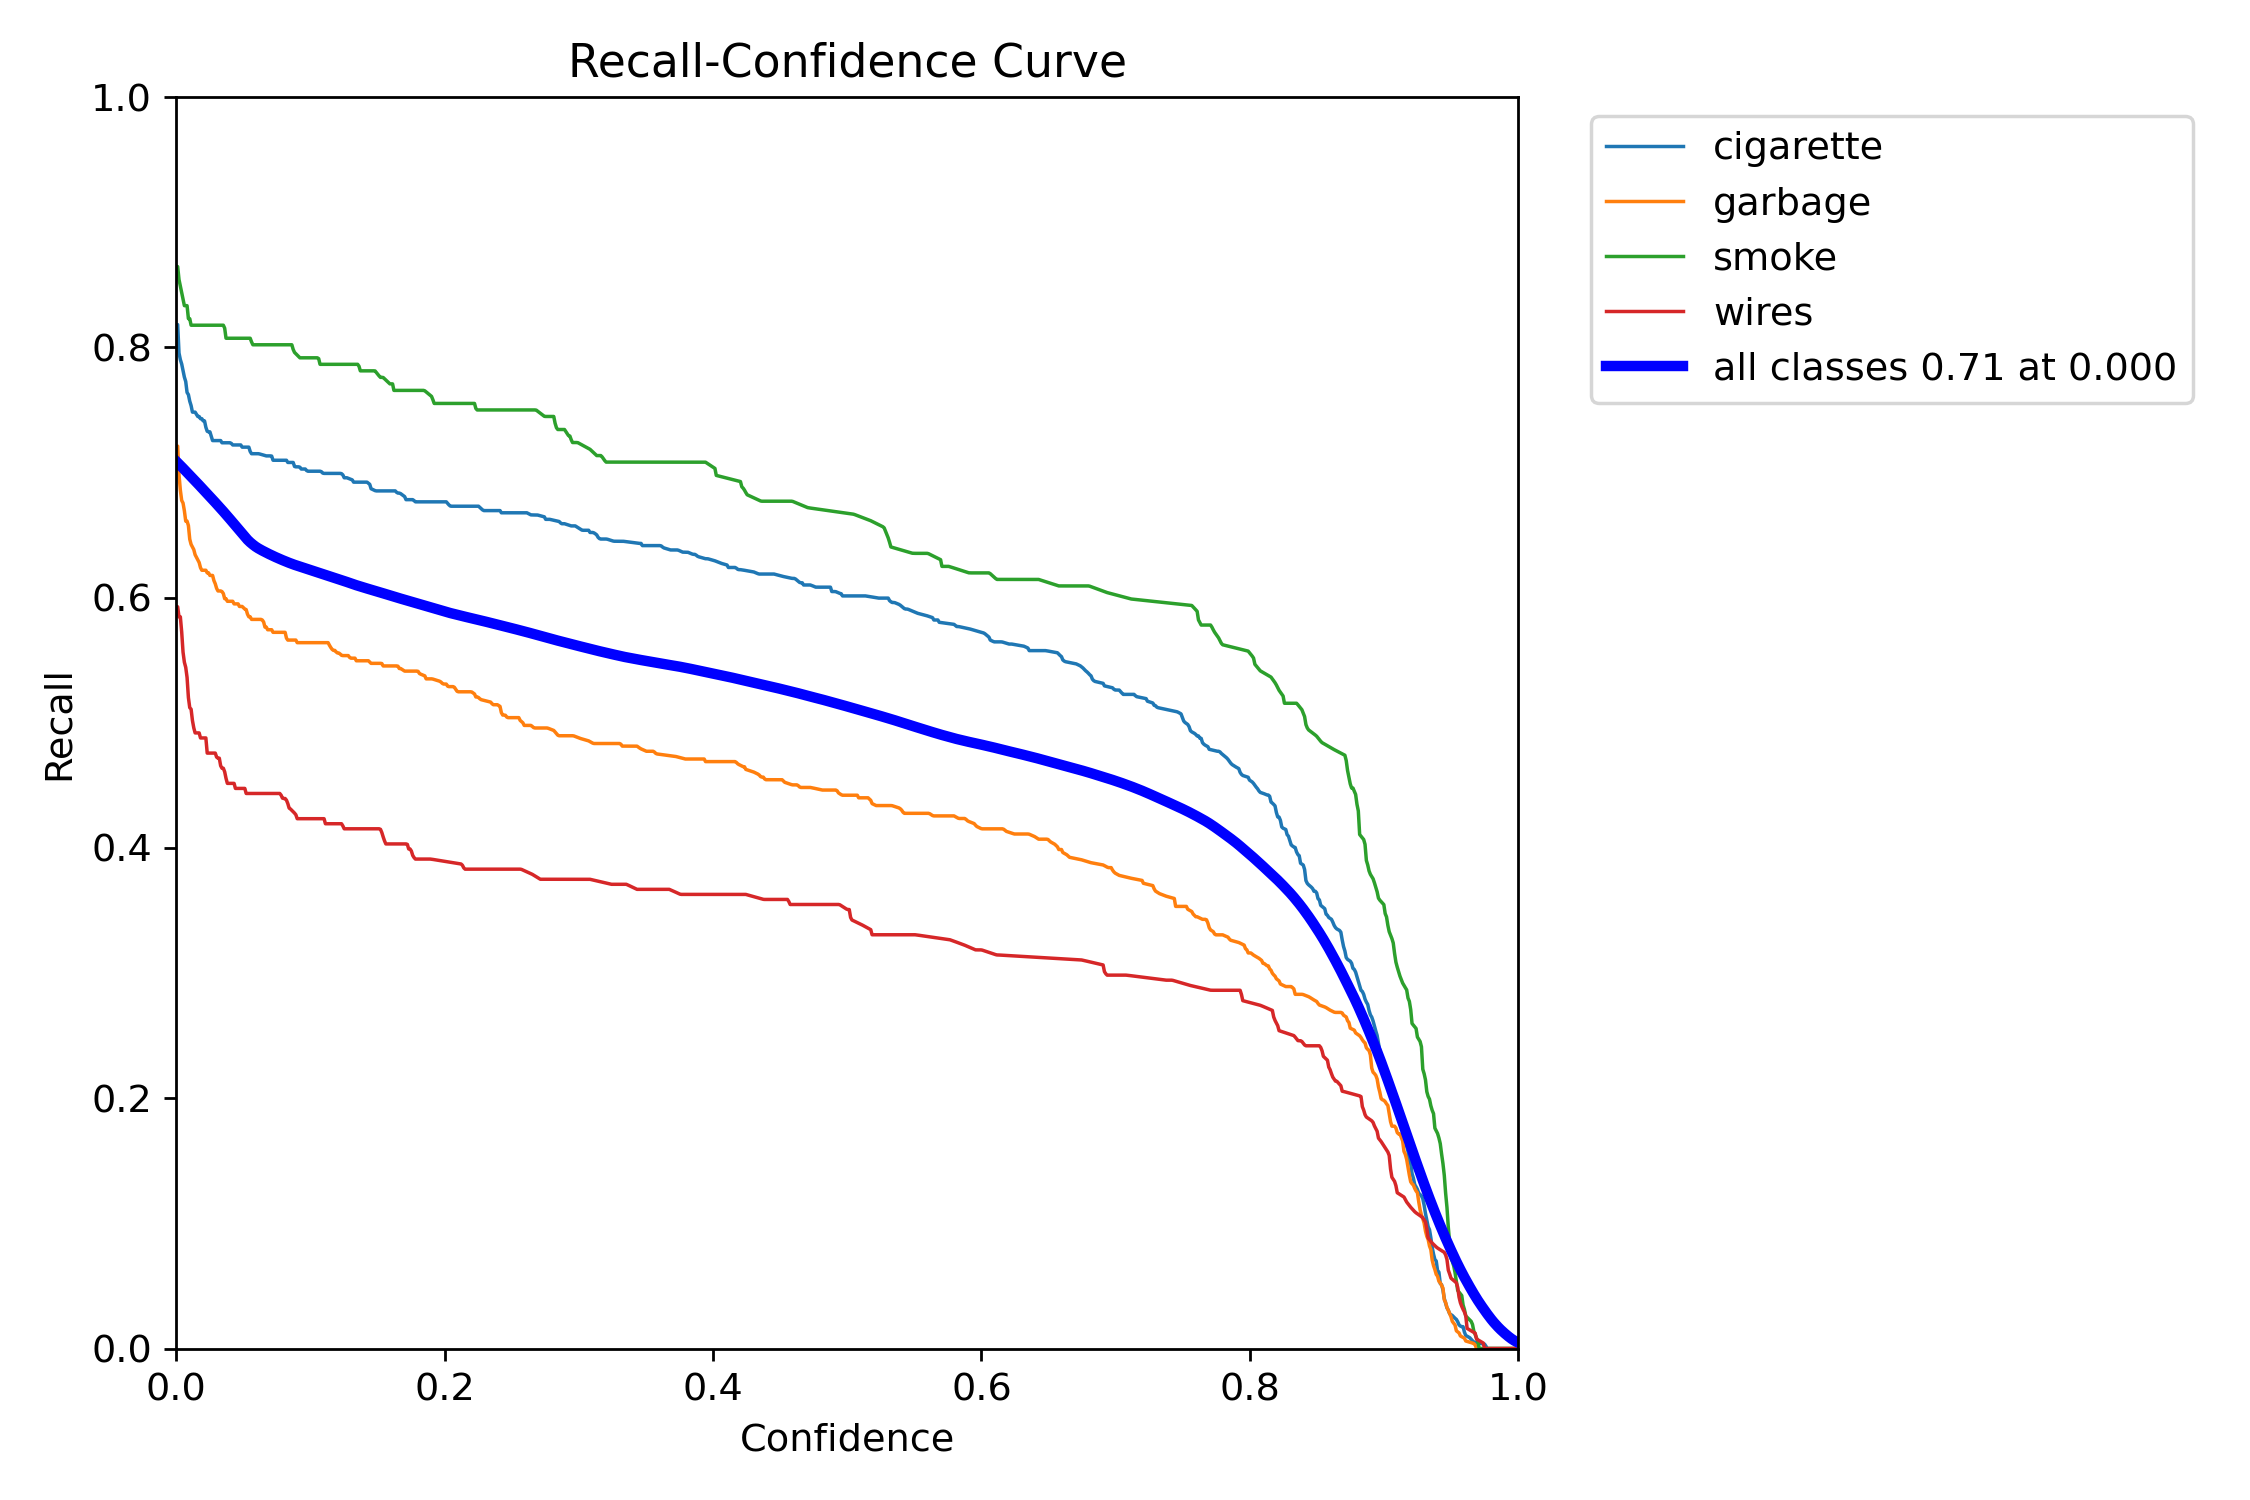 Recall-Confidence Curve
1.0
0.8
0.6
0.4
0.2
0.0
Recall
0.0 0.2 0.4 0.6 0.8 1.0
Confidence
cigarette
garbage
smoke
wires
all classes 0.71 at 0.000